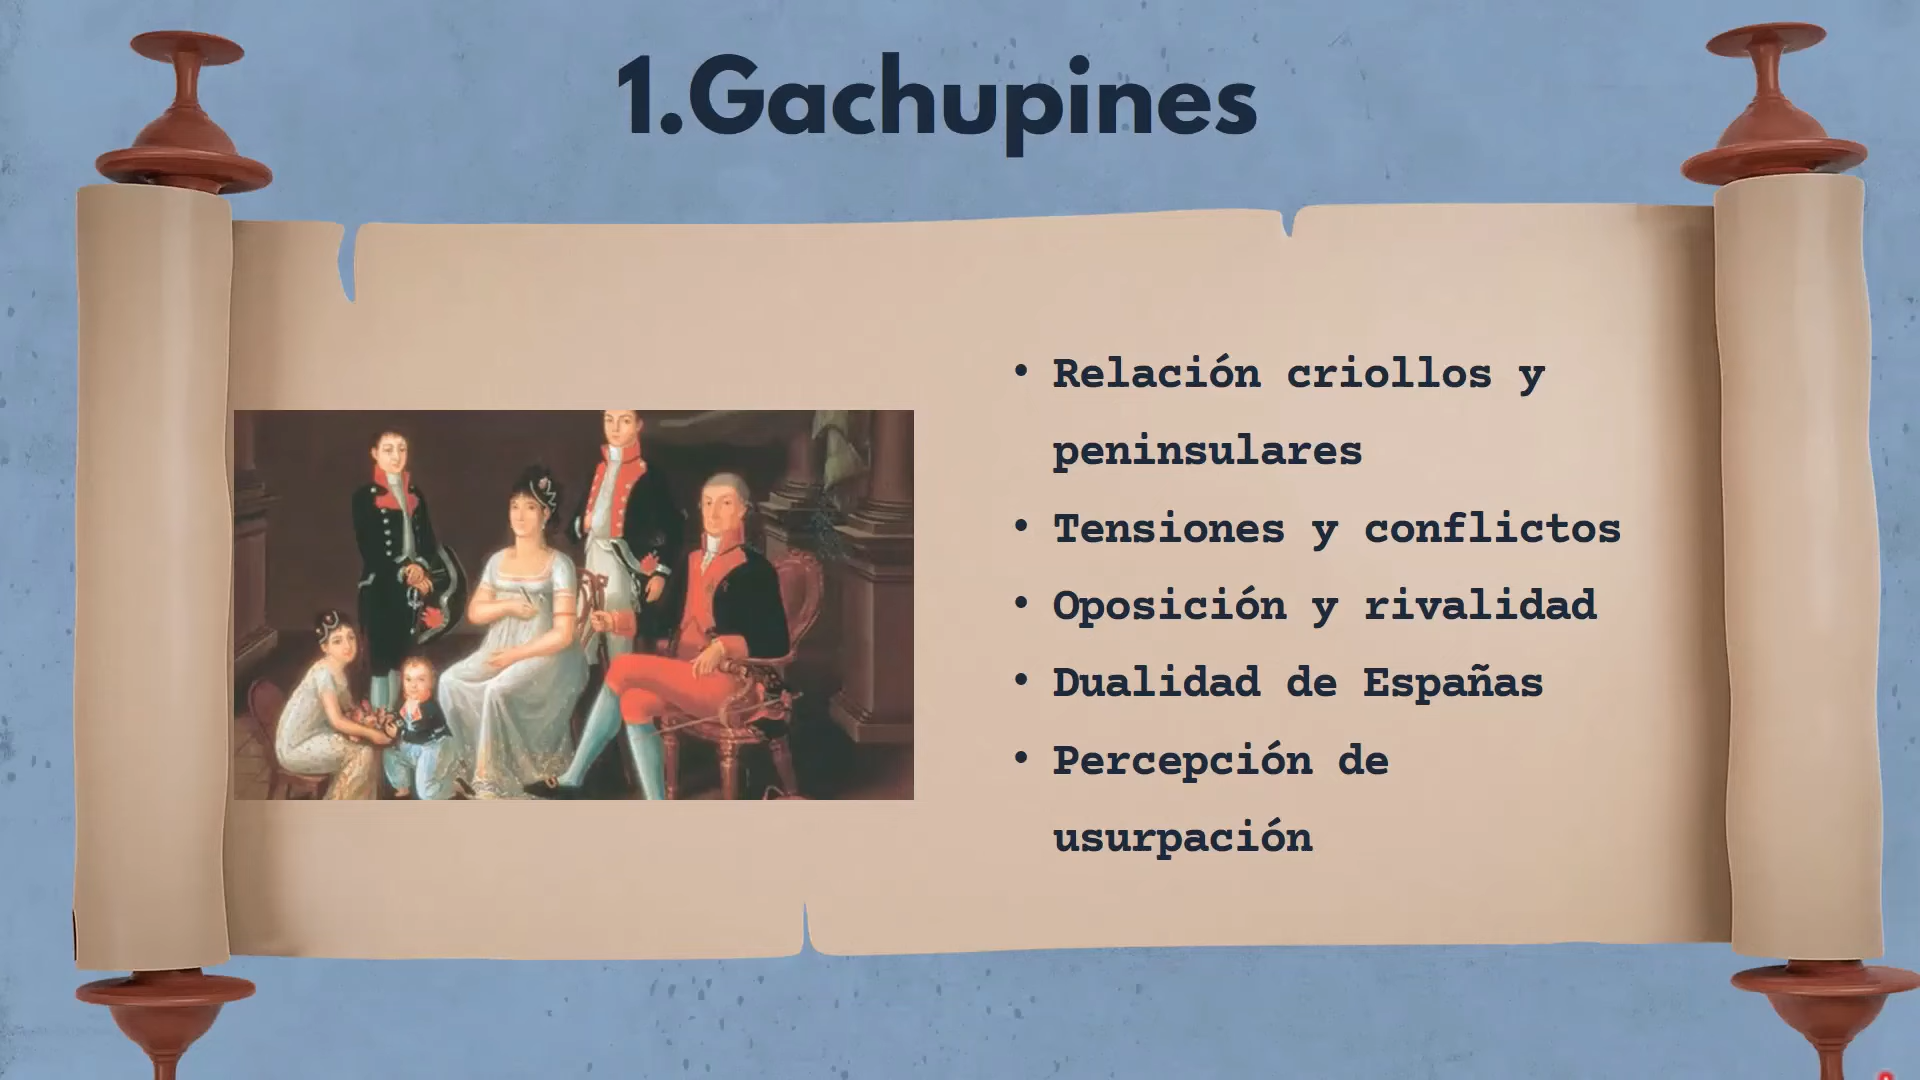 1.Gachupines
• Relación criollos y
peninsulares
• Tensiones y conflictos
• Oposición y rivalidad
• Dualidad de Españas
• Percepción de
usurpación